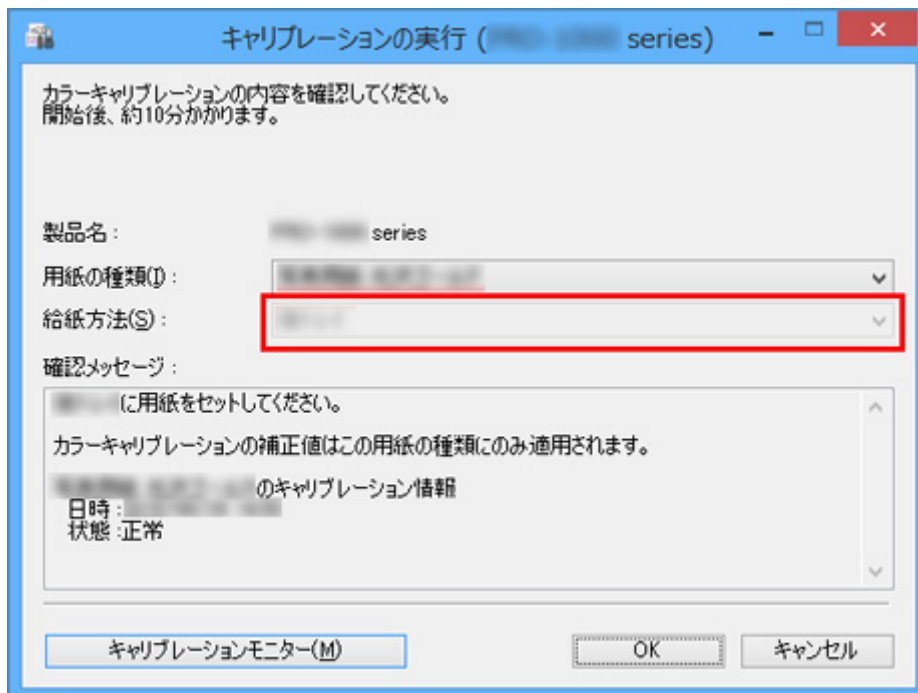 キャリブレーションの実行 ( series)
カラーキャリブレーションの内容を確認してください。
開始後、約10分かかります。
製品名 : series
用紙の種類(I) :
給紙方法(S) :
確認メッセージ :
に用紙をセットしてください。
カラーキャリブレーションの補正値はこの用紙の種類にのみ適用されます。
のキャリブレーション情報
日時 :
状態 :正常
キャリブレーションモニター(M)
OK
キャンセル